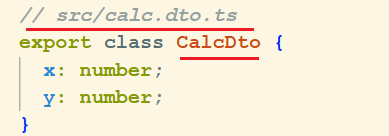 // src/calc.dto.ts
export class CalcDto {
  x: number;
  y: number;
}